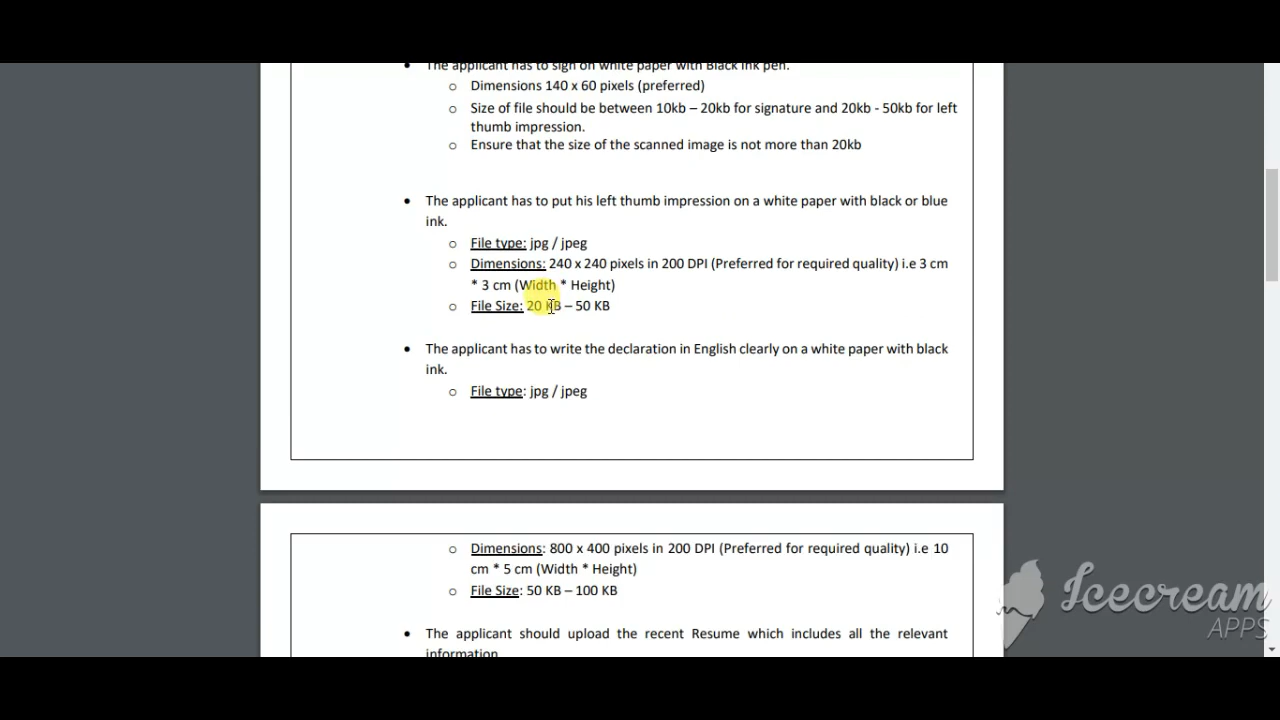 • The applicant has to sign on white paper with Black ink pen.
o Dimensions 140 x 60 pixels (preferred)
o Size of file should be between 10kb – 20kb for signature and 20kb - 50kb for left
thumb impression.
o Ensure that the size of the scanned image is not more than 20kb
• The applicant has to put his left thumb impression on a white paper with black or blue
ink.
o File type: jpg / jpeg
o Dimensions: 240 x 240 pixels in 200 DPI (Preferred for required quality) i.e 3 cm
* 3 cm (Width * Height)
o File Size: 20 KB – 50 KB
• The applicant has to write the declaration in English clearly on a white paper with black
ink.
o File type: jpg / jpeg
o Dimensions: 800 x 400 pixels in 200 DPI (Preferred for required quality) i.e 10
cm * 5 cm (Width * Height)
o File Size: 50 KB – 100 KB
• The applicant should upload the recent Resume which includes all the relevant
information
Icecream
APPS